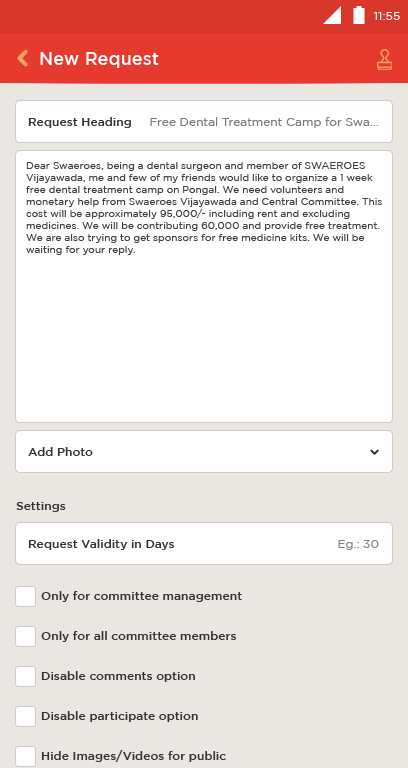 11:55
New Request
Request Heading Free Dental Treatment Camp for Swa...
Dear Swaeroes, being a dental surgeon and member of SWAEROES
Vijayawada, me and few of my friends would like to organize a 1 week
free dental treatment camp on Pongal. We need volunteers and
monetary help from Swaeroes Vijayawada and Central Committee. This
cost will be approximately 95,000/- including rent and excluding
medicines. We will be contributing 60,000 and provide free treatment.
We are also trying to get sponsors for free medicine kits. We will be
waiting for your reply.
Add Photo
Settings
Request Validity in Days Eg.: 30
Only for committee management
Only for all committee members
Disable comments option
Disable participate option
Hide Images/Videos for public